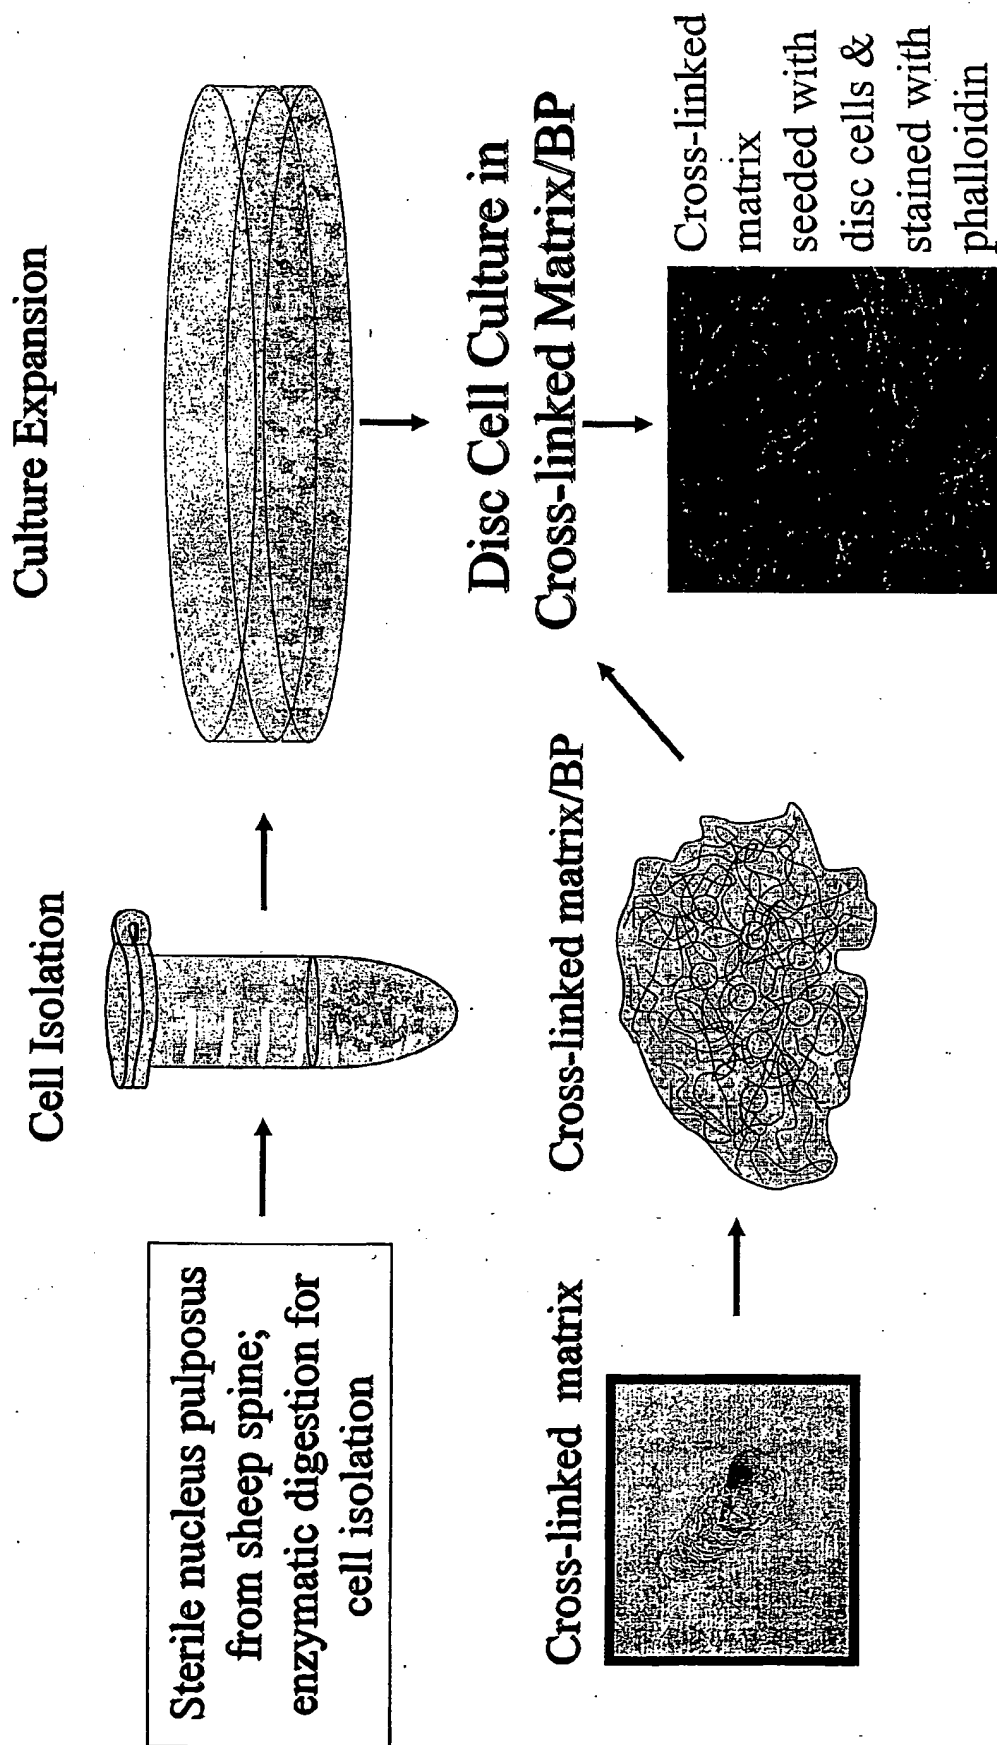 Sterile nucleus pulposus
from sheep spine;
enzymatic digestion for
cell isolation
Cell Isolation
Culture Expansion
Cross-linked matrix
Cross-linked matrix/BP
Disc Cell Culture in
Cross-linked Matrix/BP
Cross-linked
matrix
seeded with
disc cells &
stained with
phalloidin